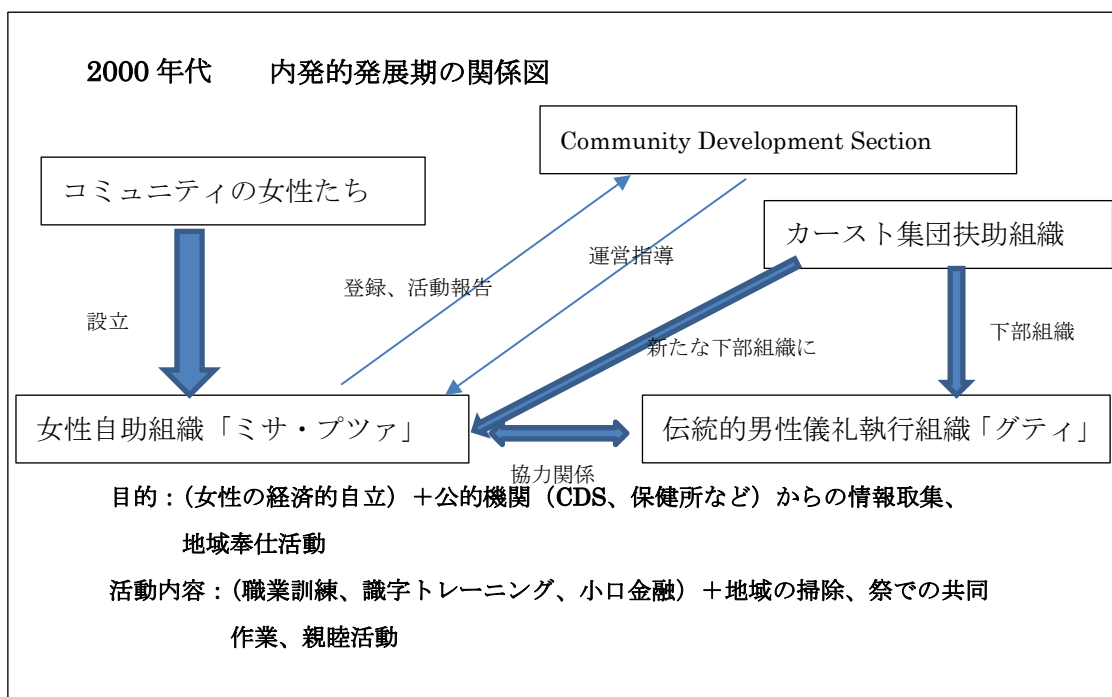 2000 年代　　内発的発展期の関係図
Community Development Section
コミュニティの女性たち
カースト集団扶助組織
運営指導
登録、活動報告
設立
新たな下部組織に
下部組織
女性自助組織「ミサ・プツァ」
伝統的男性儀礼執行組織「グティ」
協力関係
目的：（女性の経済的自立）＋公的機関（CDS、保健所など）からの情報取集、
地域奉仕活動
活動内容：（職業訓練、識字トレーニング、小口金融）＋地域の掃除、祭での共同
作業、親睦活動